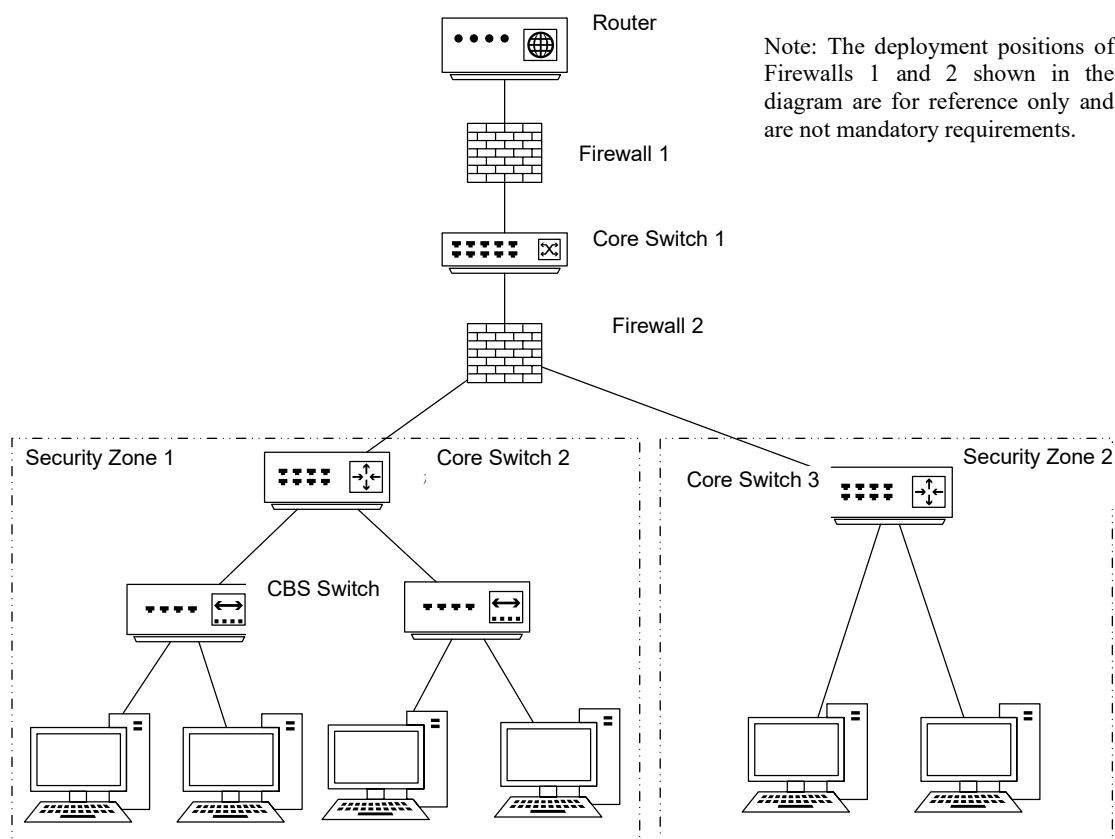 Router
Note: The deployment positions of
Firewalls 1 and 2 shown in the
diagram are for reference only and
are not mandatory requirements.
Firewall 1
Core Switch 1
Firewall 2
Security Zone 1
Core Switch 2
Security Zone 2
Core Switch 3
CBS Switch